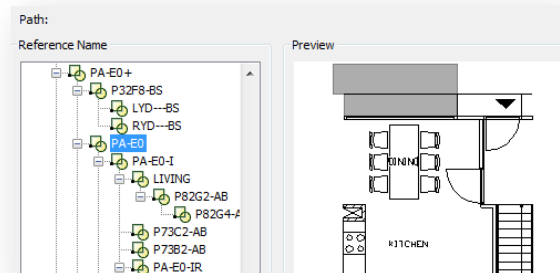 Path:
Reference Name
Preview
PA-E0+
P32F8-BS
LYD---BS
RYD---BS
PA-E0
PA-E0-I
LIVING
P82G2-AB
P82G4-A
P73C2-AB
P73B2-AB
PA-E0-IR
DINING
KITCHEN